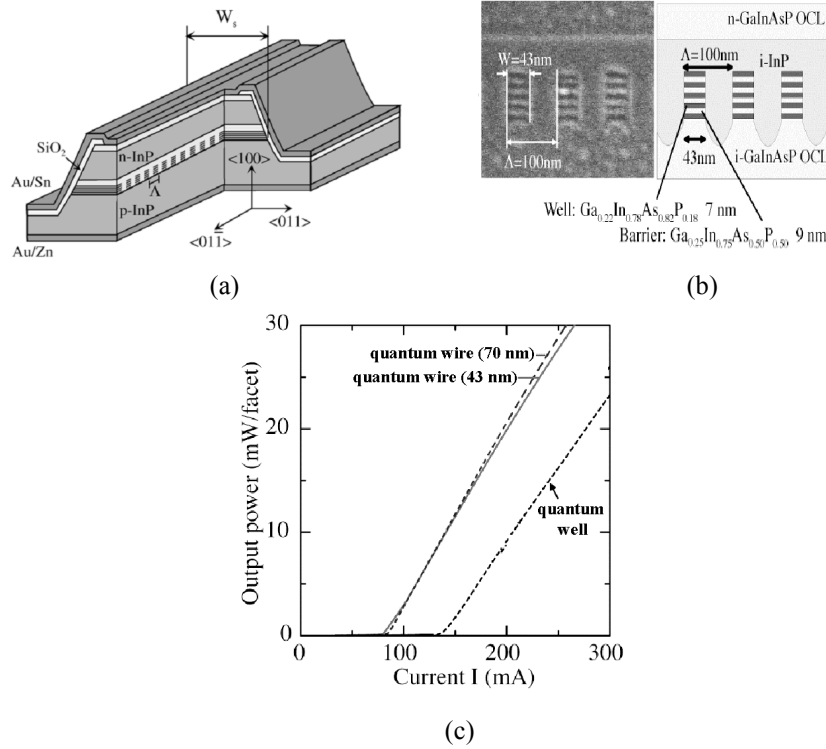 Wₛ
SiO₂
n-InP
Au/Sn
Λ
p-InP
Au/Zn
<100>
<011>
<011̄>
(a)
W=43nm
Λ=100nm
n-GaInAsP OCL
Λ=100nm
i-InP
43nm
i-GaInAsP OCL
Well: Ga₀.₂₂In₀.₇₈As₀.₈₂P₀.₁₈ 7 nm
Barrier: Ga₀.₂₅In₀.₇₅As₀.₅₀P₀.₅₀ 9 nm
(b)
Output power (mW/facet)
30
20
10
0
quantum wire (70 nm)
quantum wire (43 nm)
quantum
well
0
100
200
300
Current I (mA)
(c)